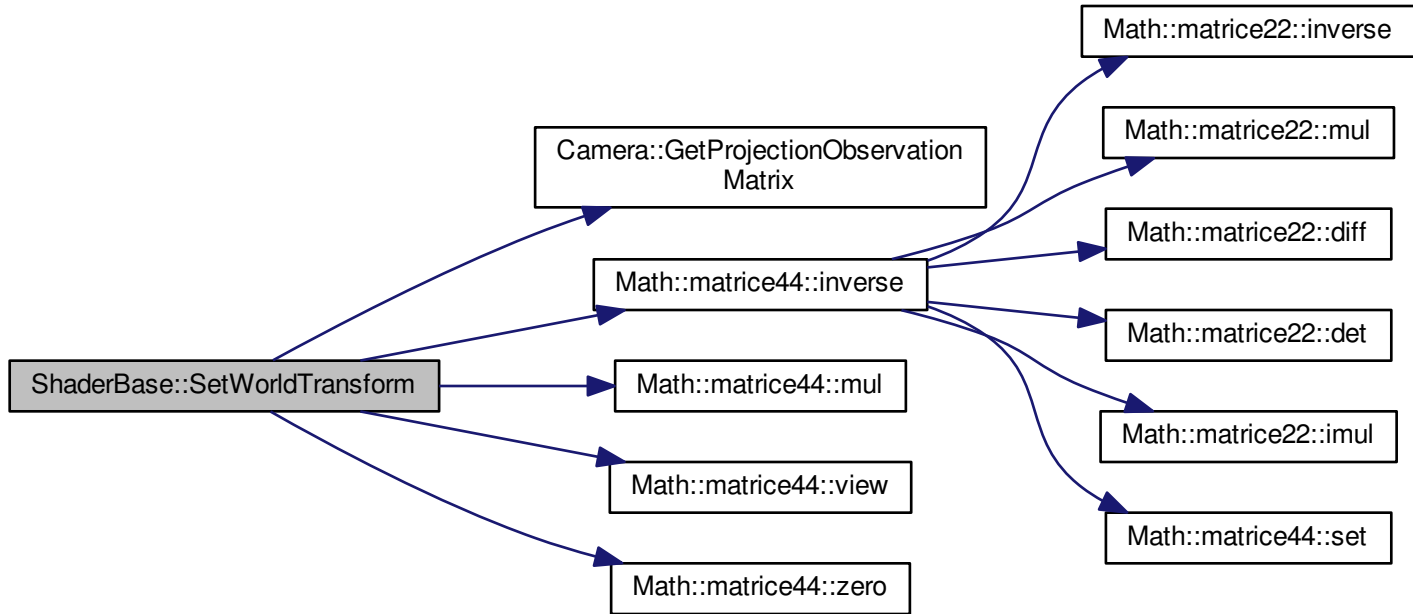 ShaderBase::SetWorldTransform
Camera::GetProjectionObservation
Matrix
Math::matrice44::inverse
Math::matrice44::mul
Math::matrice44::view
Math::matrice44::zero
Math::matrice22::inverse
Math::matrice22::mul
Math::matrice22::diff
Math::matrice22::det
Math::matrice22::imul
Math::matrice44::set